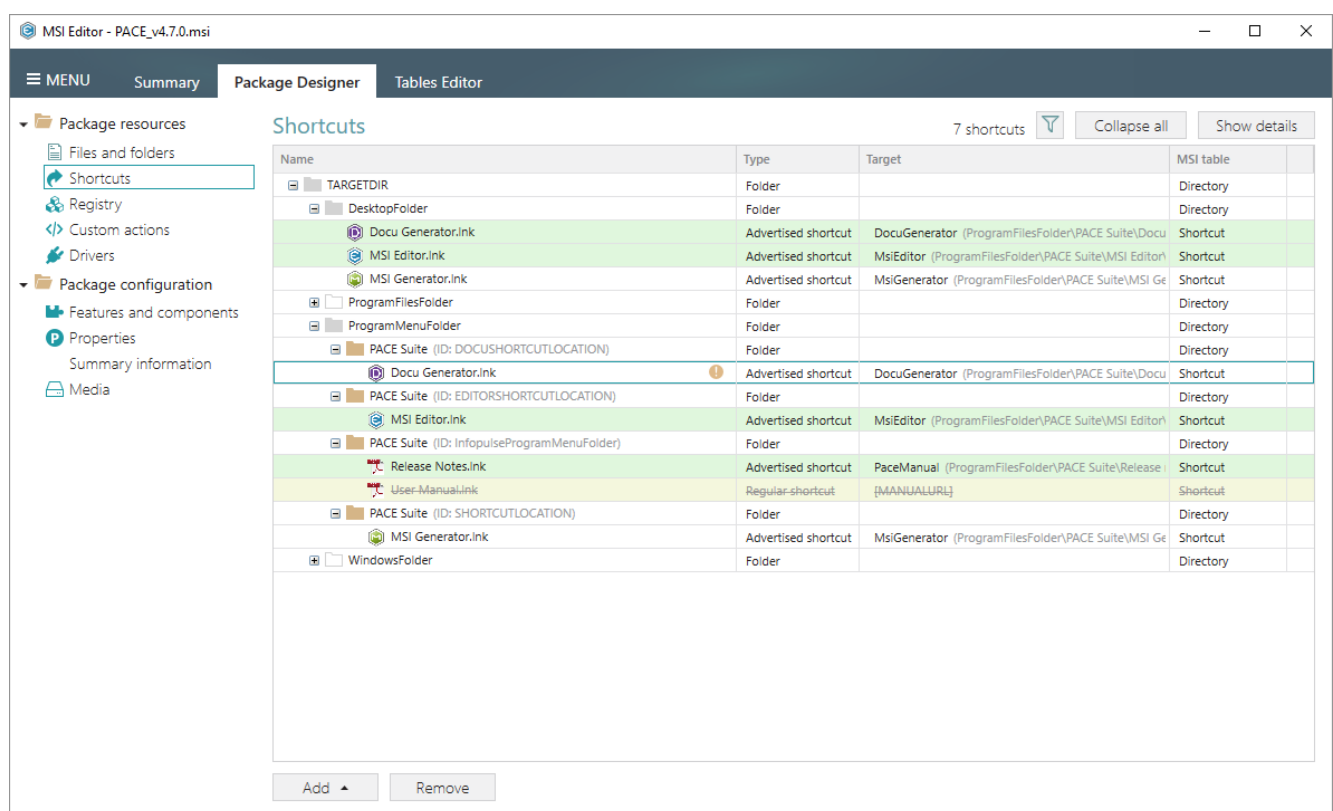 MSI Editor - PACE_v4.7.0.msi
MENU Summary Package Designer Tables Editor
Package resources
Files and folders
Shortcuts
Registry
Custom actions
Drivers
Package configuration
Features and components
Properties
Summary information
Media
Shortcuts
7 shortcuts Collapse all Show details
Name Type Target MSI table
TARGETDIR Folder Directory
DesktopFolder Folder Directory
Docu Generator.lnk Advertised shortcut DocuGenerator (ProgramFilesFolder\PACE Suite\Docu Shortcut
MSI Editor.lnk Advertised shortcut MsiEditor (ProgramFilesFolder\PACE Suite\MSI Editor\ Shortcut
MSI Generator.lnk Advertised shortcut MsiGenerator (ProgramFilesFolder\PACE Suite\MSI Ge Shortcut
ProgramFilesFolder Folder Directory
ProgramMenuFolder Folder Directory
PACE Suite (ID: DOCUSHORTCUTLOCATION) Folder Directory
Docu Generator.lnk Advertised shortcut DocuGenerator (ProgramFilesFolder\PACE Suite\Docu Shortcut
PACE Suite (ID: EDITORSHORTCUTLOCATION) Folder Directory
MSI Editor.lnk Advertised shortcut MsiEditor (ProgramFilesFolder\PACE Suite\MSI Editor\ Shortcut
PACE Suite (ID: InfopulseProgramMenuFolder) Folder Directory
Release Notes.lnk Advertised shortcut PaceManual (ProgramFilesFolder\PACE Suite\Release Shortcut
User Manual.lnk Regular shortcut [MANUALURL] Shortcut
PACE Suite (ID: SHORTCUTLOCATION) Folder Directory
MSI Generator.lnk Advertised shortcut MsiGenerator (ProgramFilesFolder\PACE Suite\MSI Ge Shortcut
WindowsFolder Folder Directory
Add Remove